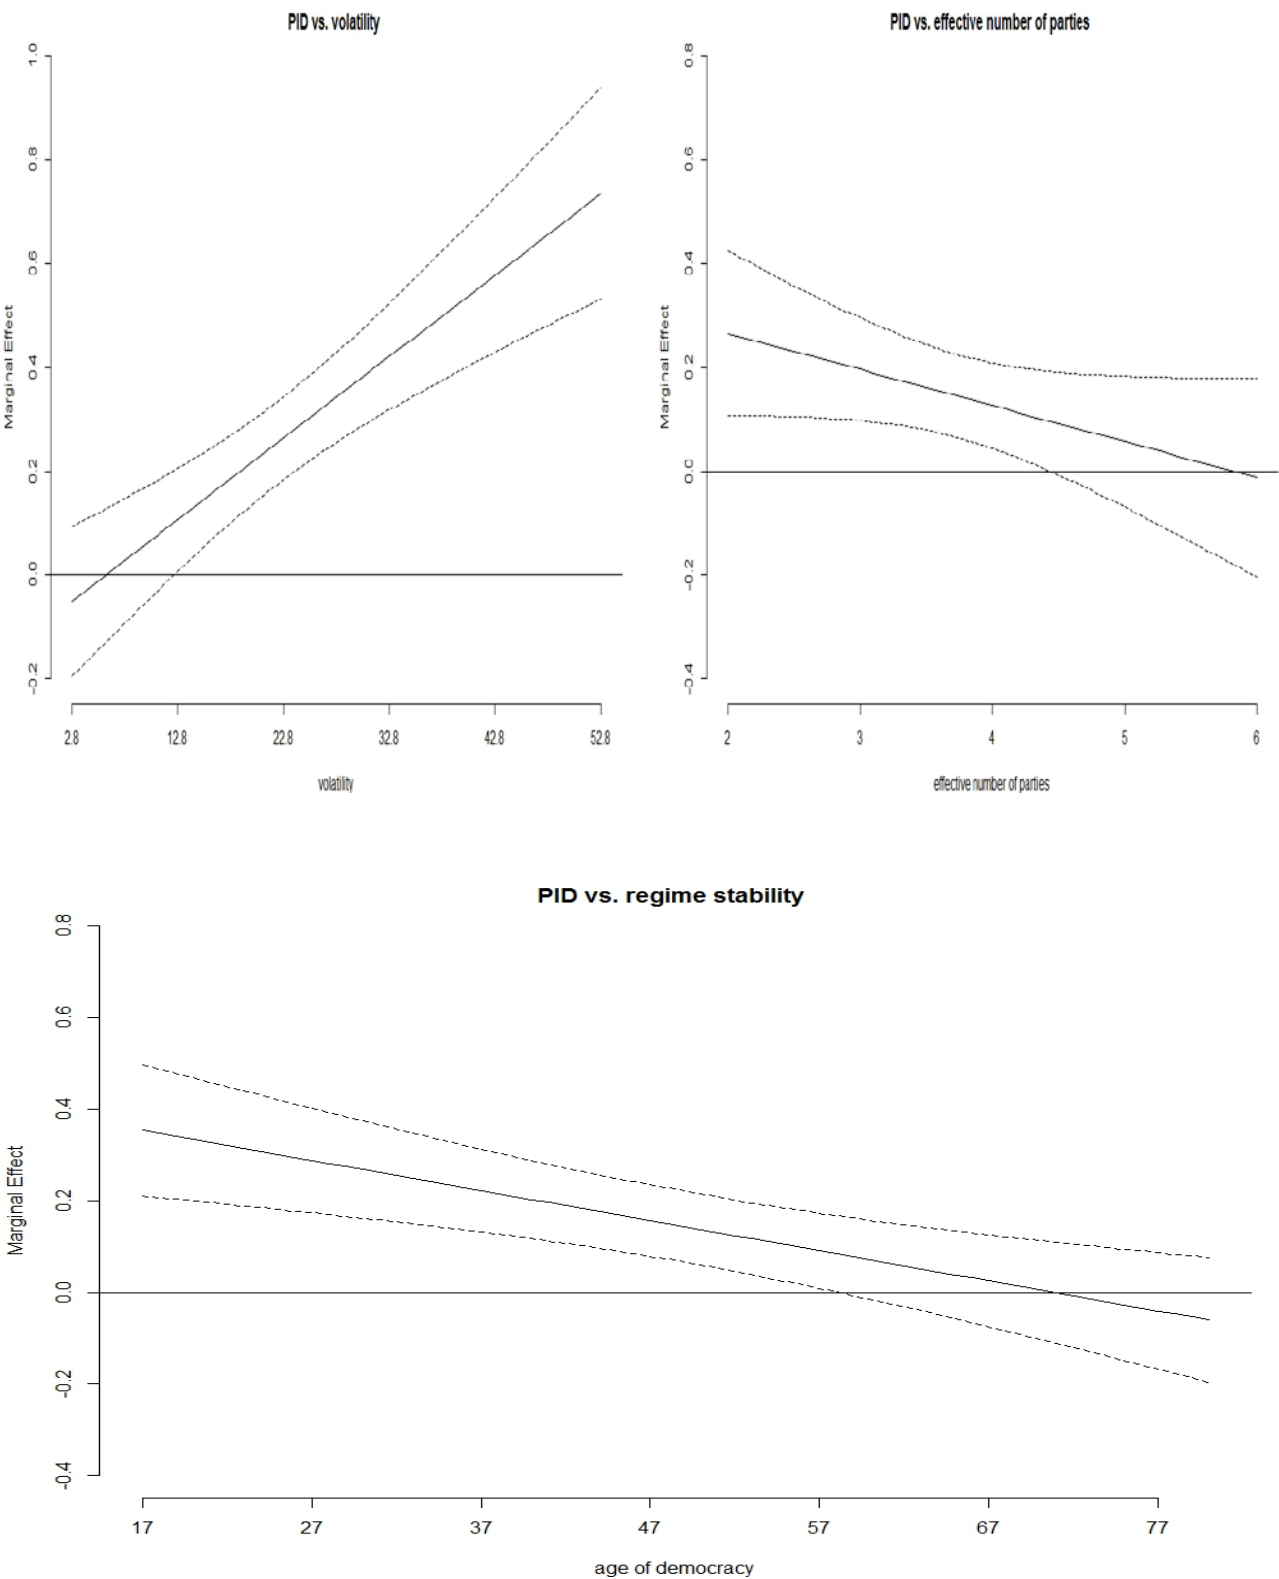 PID vs. volatility
Marginal Effect
1.0
0.8
0.6
0.4
0.2
0.0
-0.2
2.8 12.8 22.8 32.8 42.8 52.8
volatility
PID vs. effective number of parties
Marginal Effect
0.8
0.6
0.4
0.2
0.0
-0.2
-0.4
2 3 4 5 6
effective number of parties
PID vs. regime stability
Marginal Effect
0.8
0.6
0.4
0.2
0.0
-0.2
-0.4
17 27 37 47 57 67 77
age of democracy